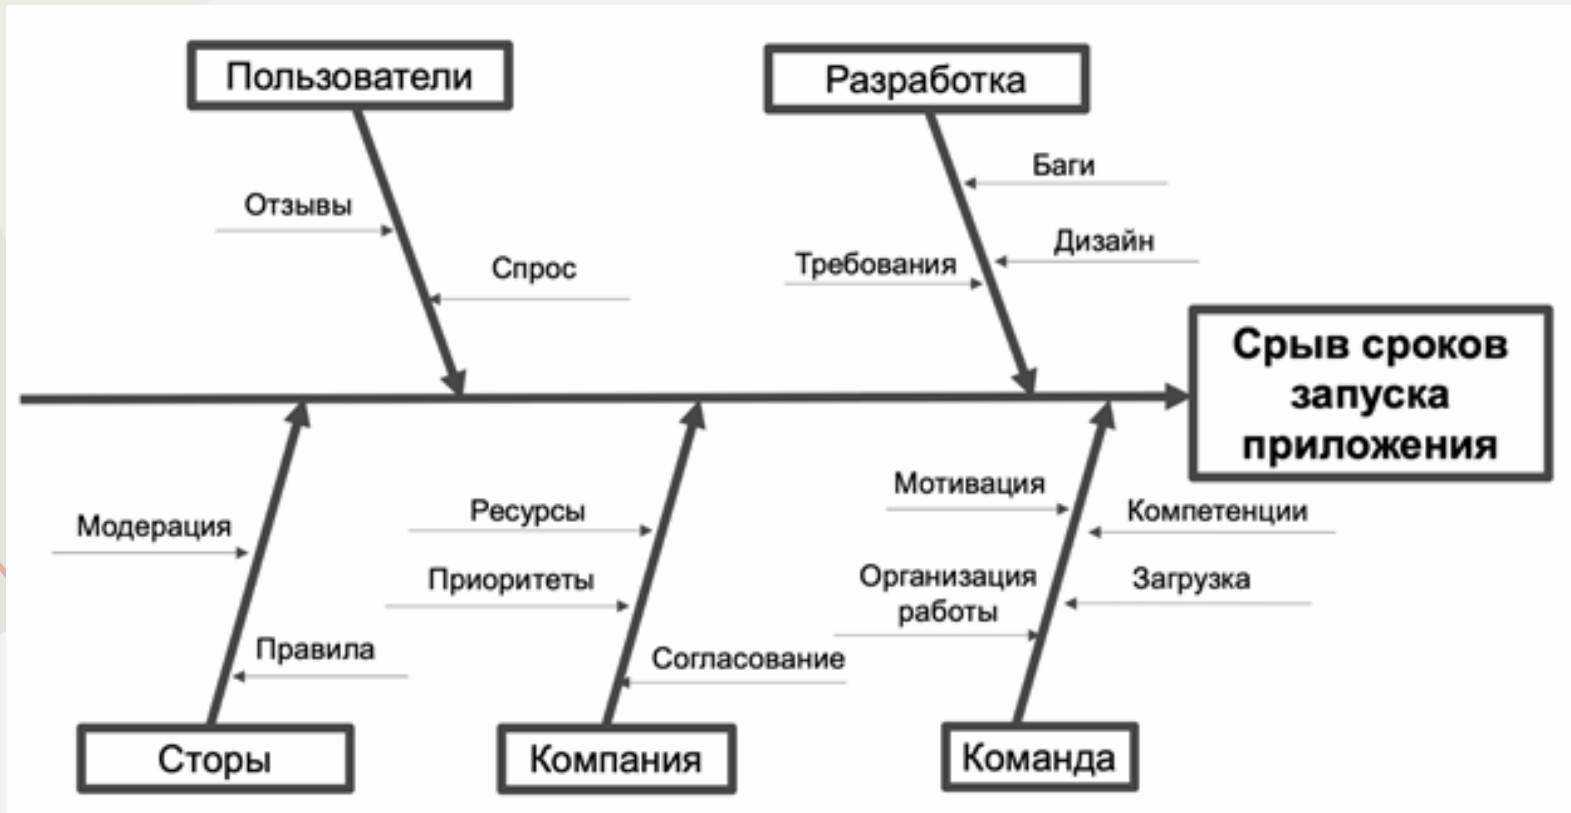 Пользователи
Разработка
Баги
Отзывы
Дизайн
Спрос
Требования
Срыв сроков
запуска
приложения
Мотивация
Ресурсы
Компетенции
Модерация
Организация
работы
Приоритеты
Загрузка
Правила
Согласование
Сторы
Компания
Команда